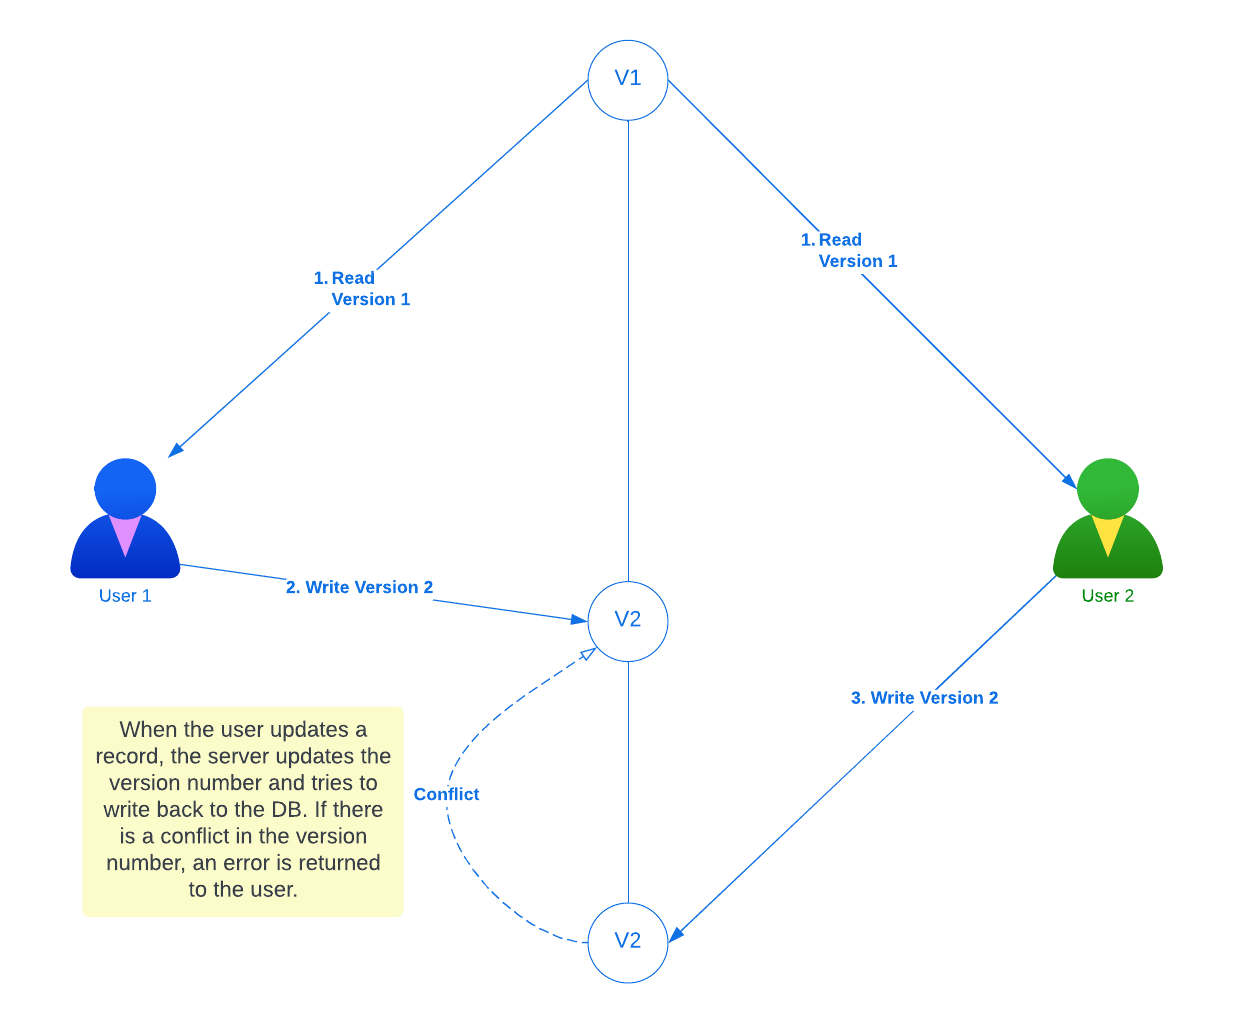 V1
1. Read
Version 1
1. Read
Version 1
User 1
User 2
2. Write Version 2
V2
3. Write Version 2
When the user updates a
record, the server updates the
version number and tries to
write back to the DB. If there
is a conflict in the version
number, an error is returned
to the user.
Conflict
V2